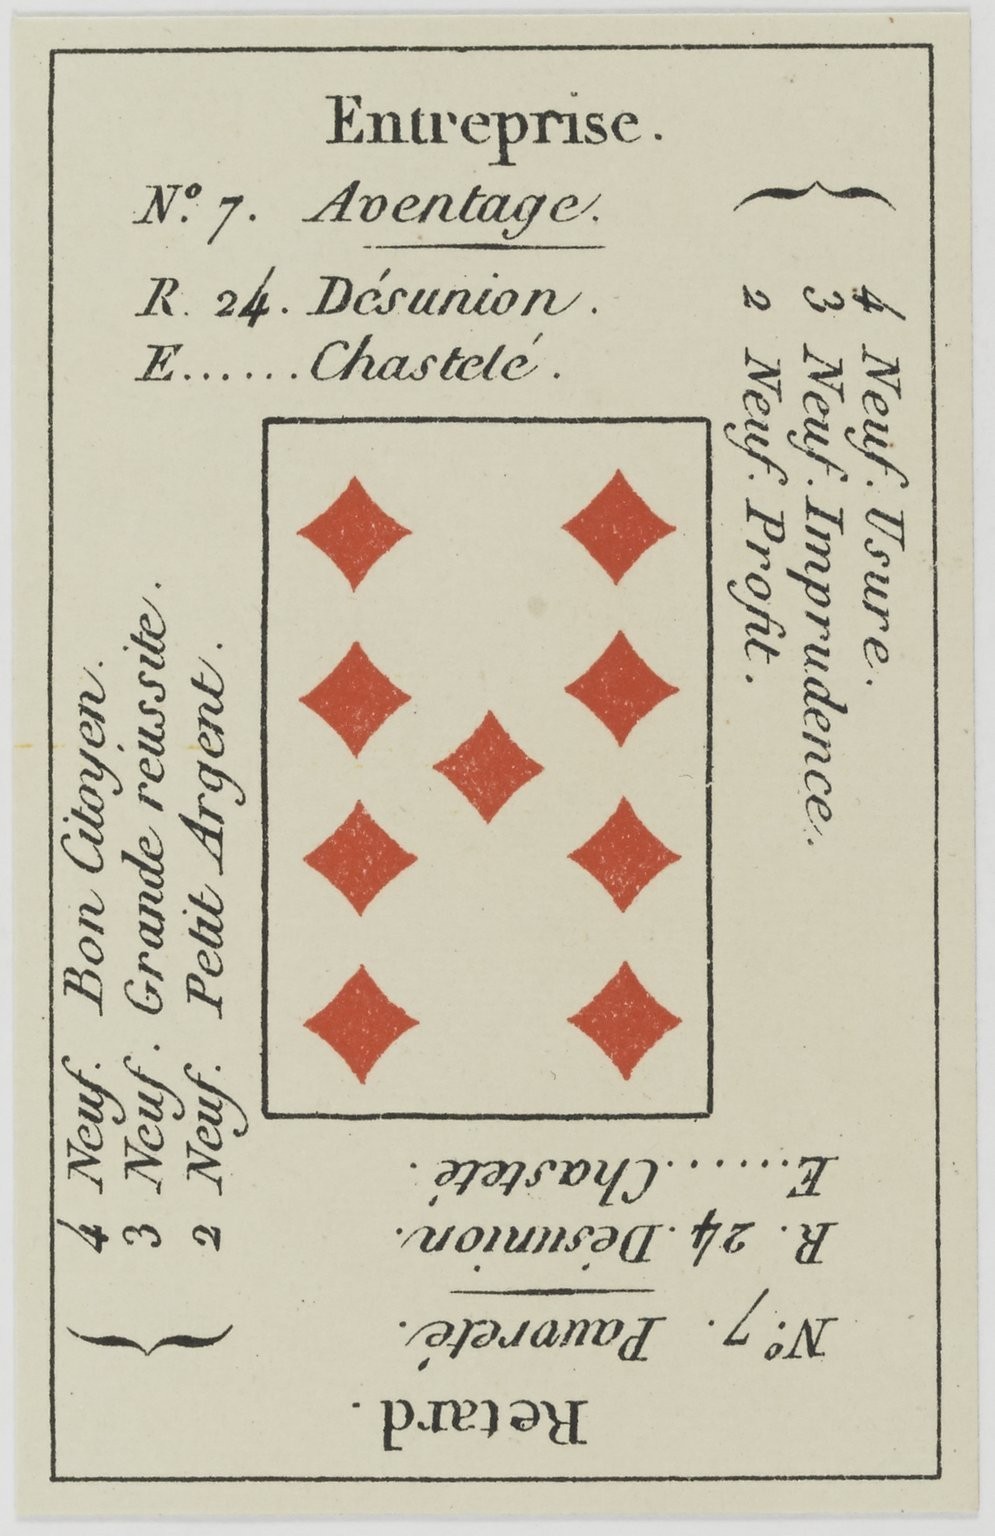 Entreprise.
N.º 7. Aventage.
R. 24. Désunion.
E......Chastelé.
4 Neuf. Usure.
3 Neuf. Imprudence.
2 Neuf. Profit.
4 Neuf. Bon Citoyen.
3 Neuf. Grande reussite.
2 Neuf. Petit Argent.
Retard.
N.º 7. Pauvreté.
R. 24. Désunion.
E......Chasteté.